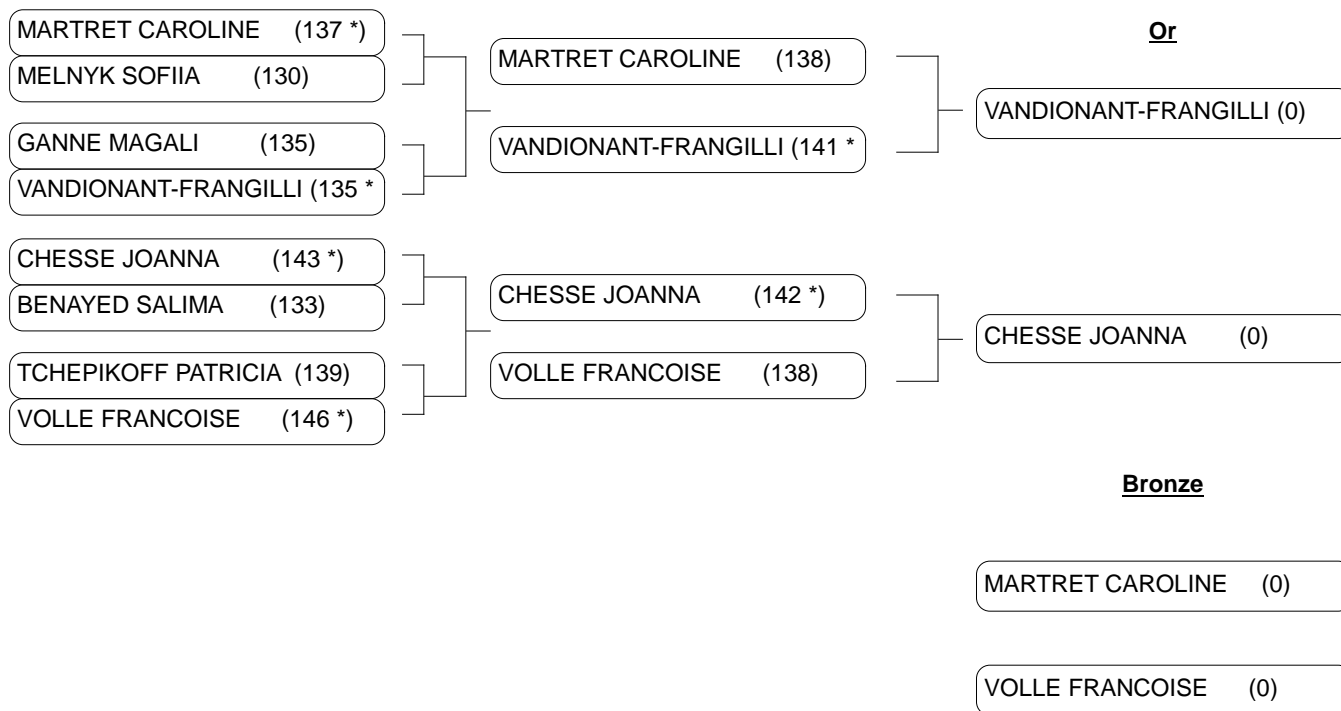 MARTRET CAROLINE (137 *)
MELNYK SOFIIA (130)
GANNE MAGALI (135)
VANDIONANT-FRANGILLI (135 *
CHESSE JOANNA (143 *)
BENAYED SALIMA (133)
TCHEPIKOFF PATRICIA (139)
VOLLE FRANCOISE (146 *)
MARTRET CAROLINE (138)
VANDIONANT-FRANGILLI (141 *
CHESSE JOANNA (142 *)
VOLLE FRANCOISE (138)
Or
VANDIONANT-FRANGILLI (0)
CHESSE JOANNA (0)
Bronze
MARTRET CAROLINE (0)
VOLLE FRANCOISE (0)